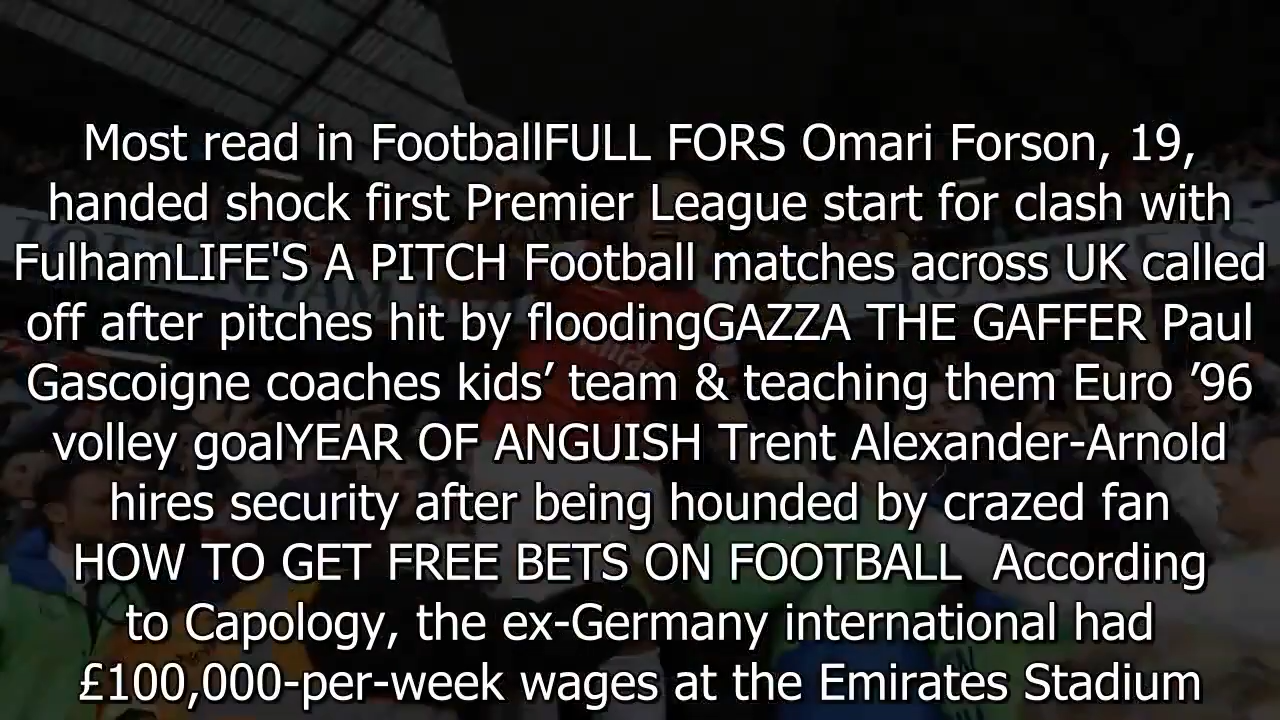 Most read in FootballFULL FORS Omari Forson, 19,
handed shock first Premier League start for clash with
FulhamLIFE'S A PITCH Football matches across UK called
off after pitches hit by floodingGAZZA THE GAFFER Paul
Gascoigne coaches kids’ team & teaching them Euro ’96
volley goalYEAR OF ANGUISH Trent Alexander-Arnold
hires security after being hounded by crazed fan
HOW TO GET FREE BETS ON FOOTBALL  According
to Capology, the ex-Germany international had
£100,000-per-week wages at the Emirates Stadium